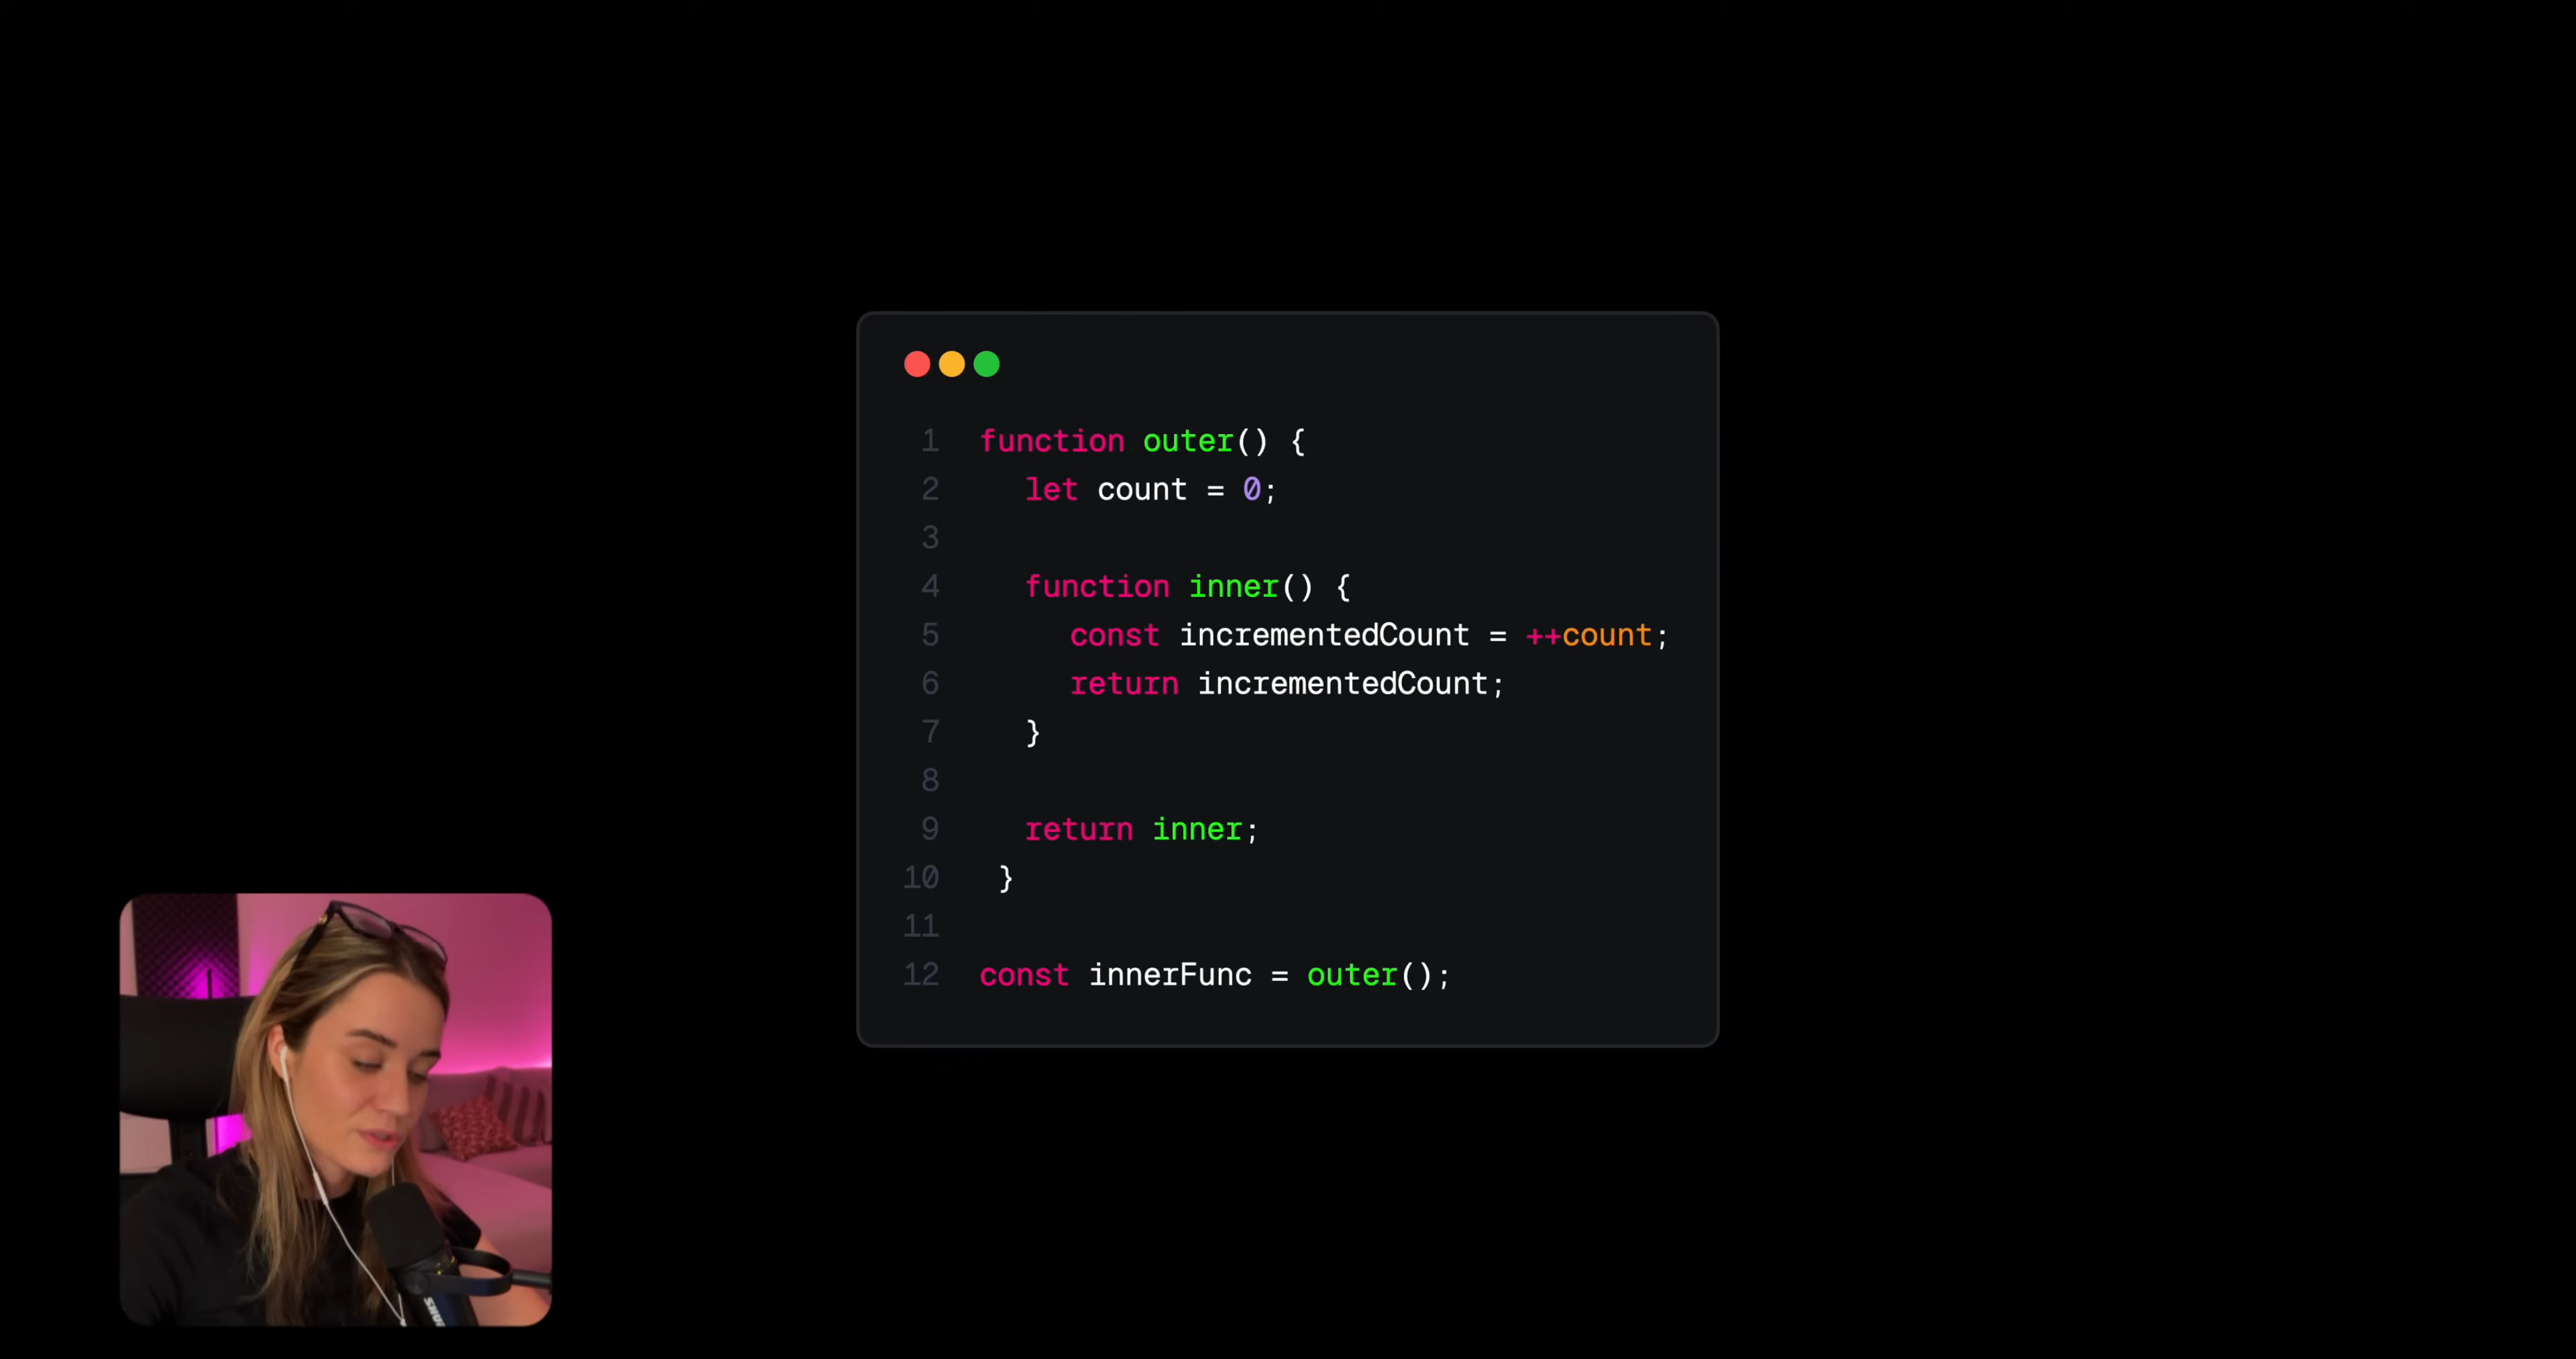 1 function outer() {
2 let count = 0;
3
4 function inner() {
5 const incrementedCount = ++count;
6 return incrementedCount;
7 }
8
9 return inner;
10 }
11
12 const innerFunc = outer();